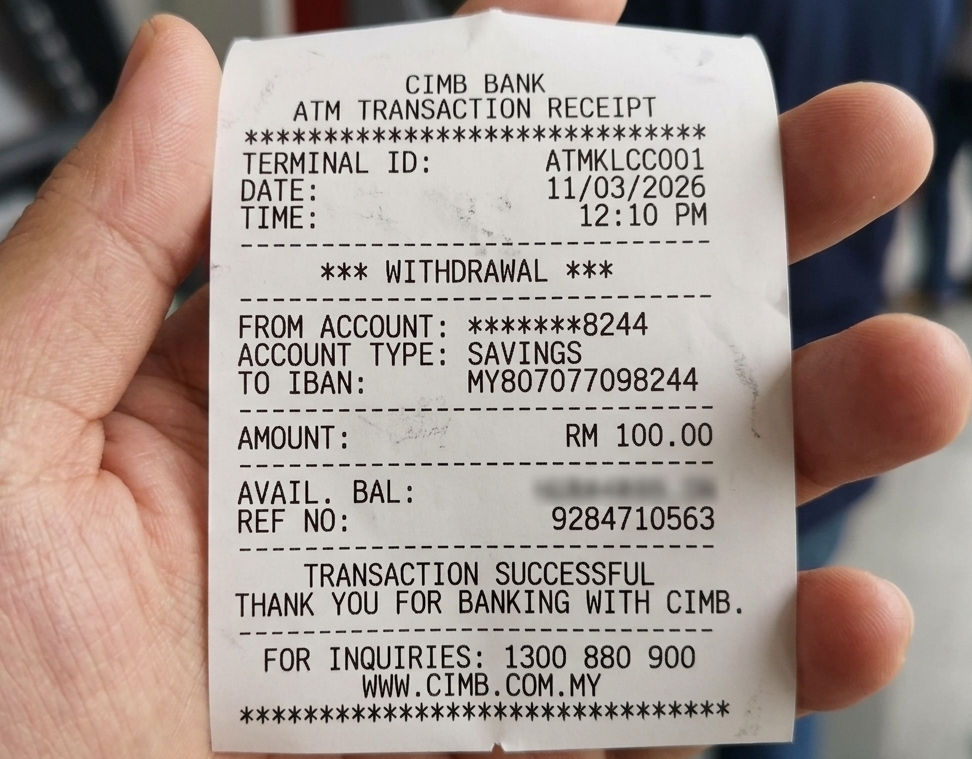 CIMB BANK
ATM TRANSACTION RECEIPT
*****************************
TERMINAL ID: ATMKLCC001
DATE: 11/03/2026
TIME: 12:10 PM
------------------------------
*** WITHDRAWAL ***
------------------------------
FROM ACCOUNT: *******8244
ACCOUNT TYPE: SAVINGS
TO IBAN: MY807077098244
------------------------------
AMOUNT: RM 100.00
------------------------------
AVAIL. BAL:
REF NO: 9284710563
------------------------------
TRANSACTION SUCCESSFUL
THANK YOU FOR BANKING WITH CIMB.
------------------------------
FOR INQUIRIES: 1300 880 900
WWW.CIMB.COM.MY
*******************************